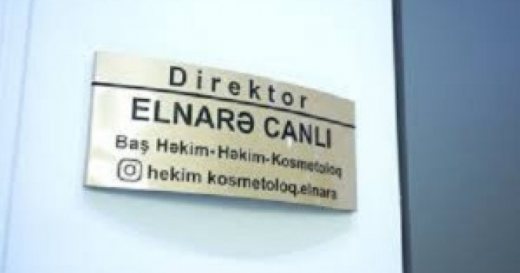 Direktor
ELNARƏ CANLI
Baş Həkim-Həkim-Kosmetoloq
hekim kosmetoloq.elnara